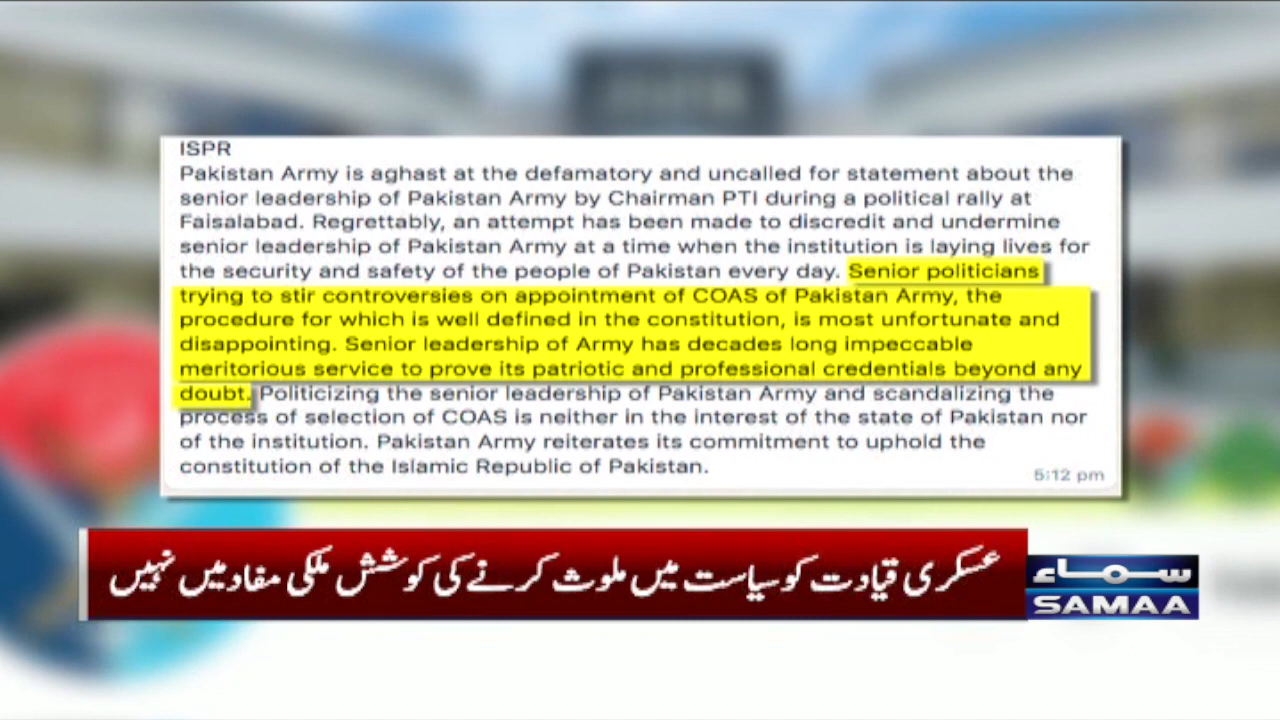 ISPR
Pakistan Army is aghast at the defamatory and uncalled for statement about the
senior leadership of Pakistan Army by Chairman PTI during a political rally at
Faisalabad. Regrettably, an attempt has been made to discredit and undermine
senior leadership of Pakistan Army at a time when the institution is laying lives for
the security and safety of the people of Pakistan every day. Senior politicians
trying to stir controversies on appointment of COAS of Pakistan Army, the
procedure for which is well defined in the constitution, is most unfortunate and
disappointing. Senior leadership of Army has decades long impeccable
meritorious service to prove its patriotic and professional credentials beyond any
doubt. Politicizing the senior leadership of Pakistan Army and scandalizing the
process of selection of COAS is neither in the interest of the state of Pakistan nor
of the institution. Pakistan Army reiterates its commitment to uphold the
constitution of the Islamic Republic of Pakistan.
5:12 pm
عسکری قیادت کو سیاست میں ملوث کرنے کی کوشش ملکی مفاد میں نہیں
سماء
SAMAA